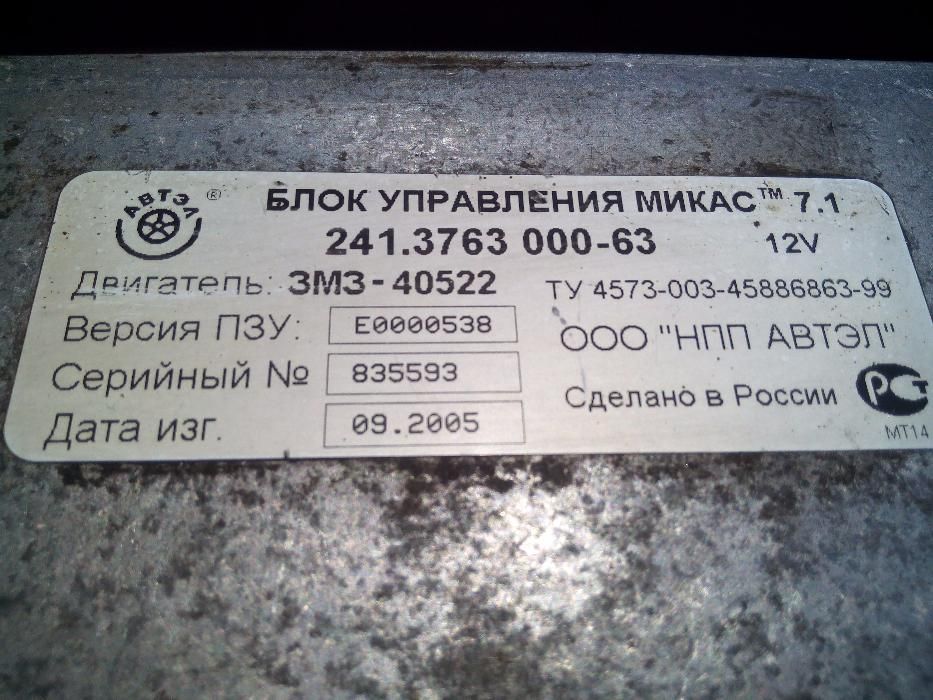 АВТЭЛ ® БЛОК УПРАВЛЕНИЯ МИКАС™ 7.1
241.3763 000-63 12V
Двигатель: ЗМЗ-40522 ТУ 4573-003-45886863-99
Версия ПЗУ: E0000538 ООО "НПП АВТЭЛ"
Серийный № 835593
Сделано в России РСТ
Дата изг. 09.2005 МТ14